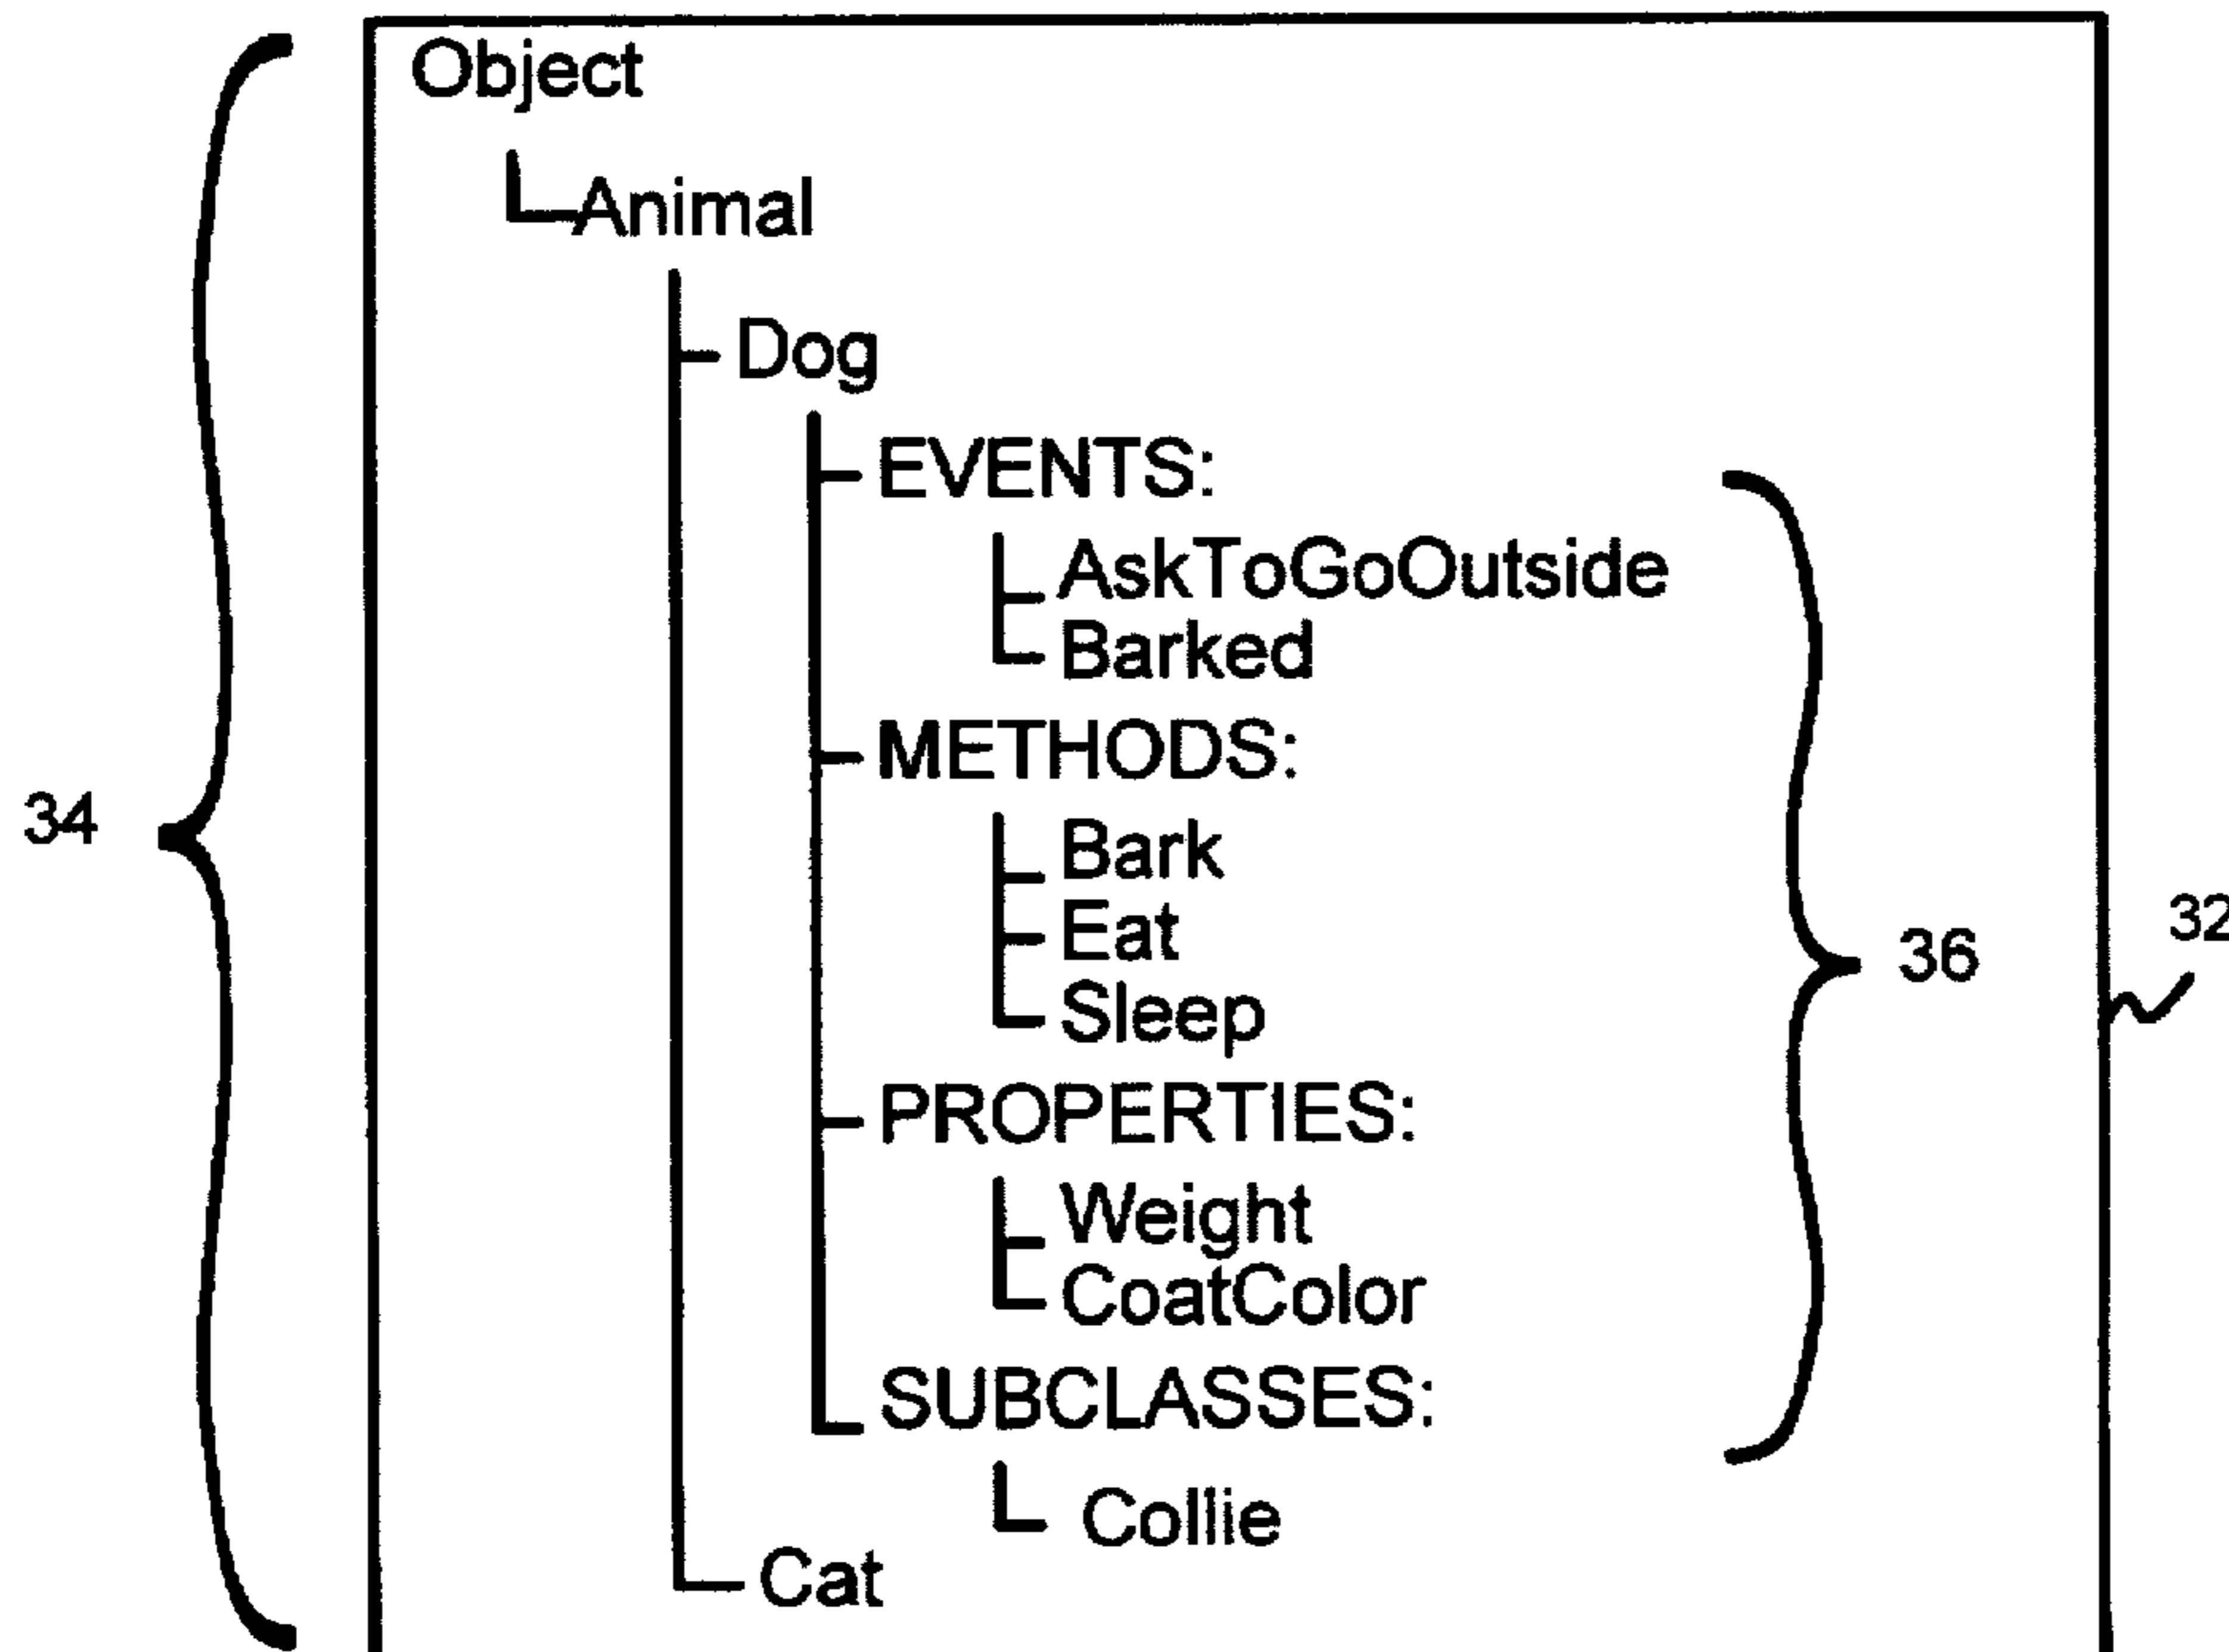 Object
Animal
Dog
EVENTS:
AskToGoOutside
Barked
METHODS:
34
Bark
Eat
32
36
Sleep
PROPERTIES:
Weight
CoatColor
SUBCLASSES:
Collie
Cat